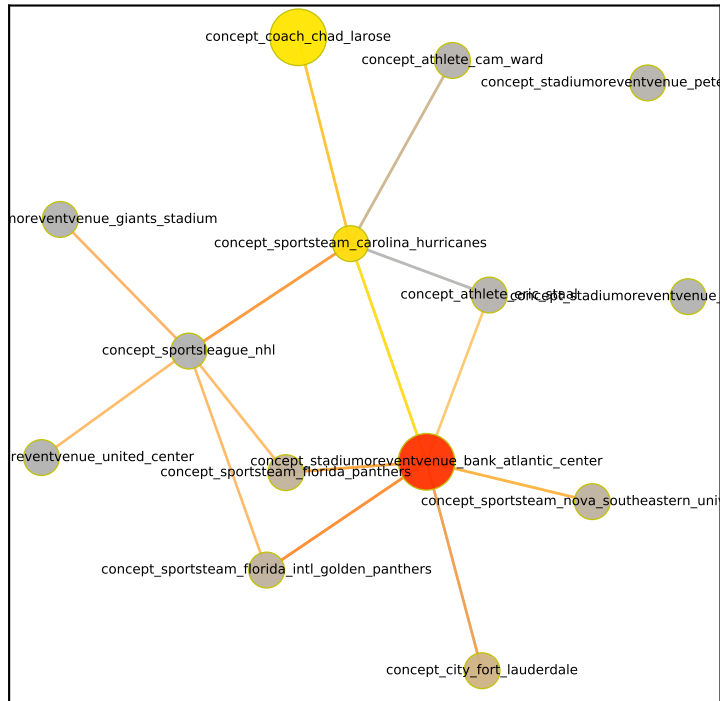 concept_coach_chad_larose
concept_athlete_cam_ward
concept_stadiumoreventvenue_pete
moreventvenue_giants_stadium
concept_sportsteam_carolina_hurricanes
concept_athlete_eric_staal
concept_stadiumoreventvenue_
concept_sportsleague_nhl
reventvenue_united_center
concept_stadiumoreventvenue_bank_atlantic_center
concept_sportsteam_florida_panthers
concept_sportsteam_nova_southeastern_univ
concept_sportsteam_florida_intl_golden_panthers
concept_city_fort_lauderdale